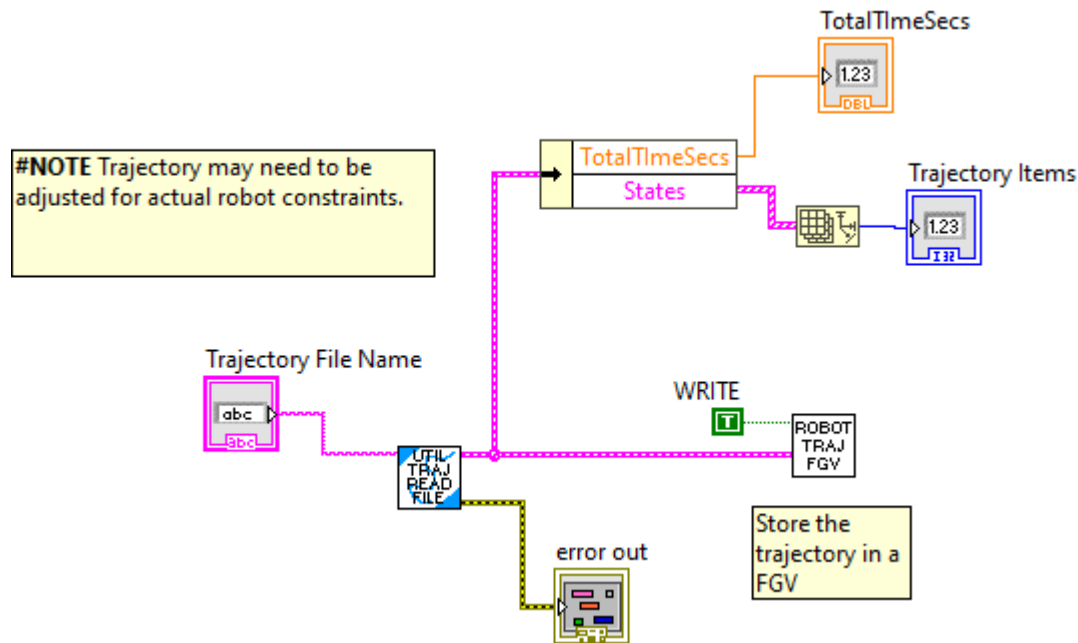 TotalTImeSecs
1.23
DBL
#NOTE Trajectory may need to be
adjusted for actual robot constraints.
TotalTImeSecs
States
Trajectory Items
1.23
I32
Trajectory File Name
abc
abc
WRITE
T
ROBOT
TRAJ
FGV
UTIL
TRAJ
READ
FILE
Store the
trajectory in a
FGV
error out